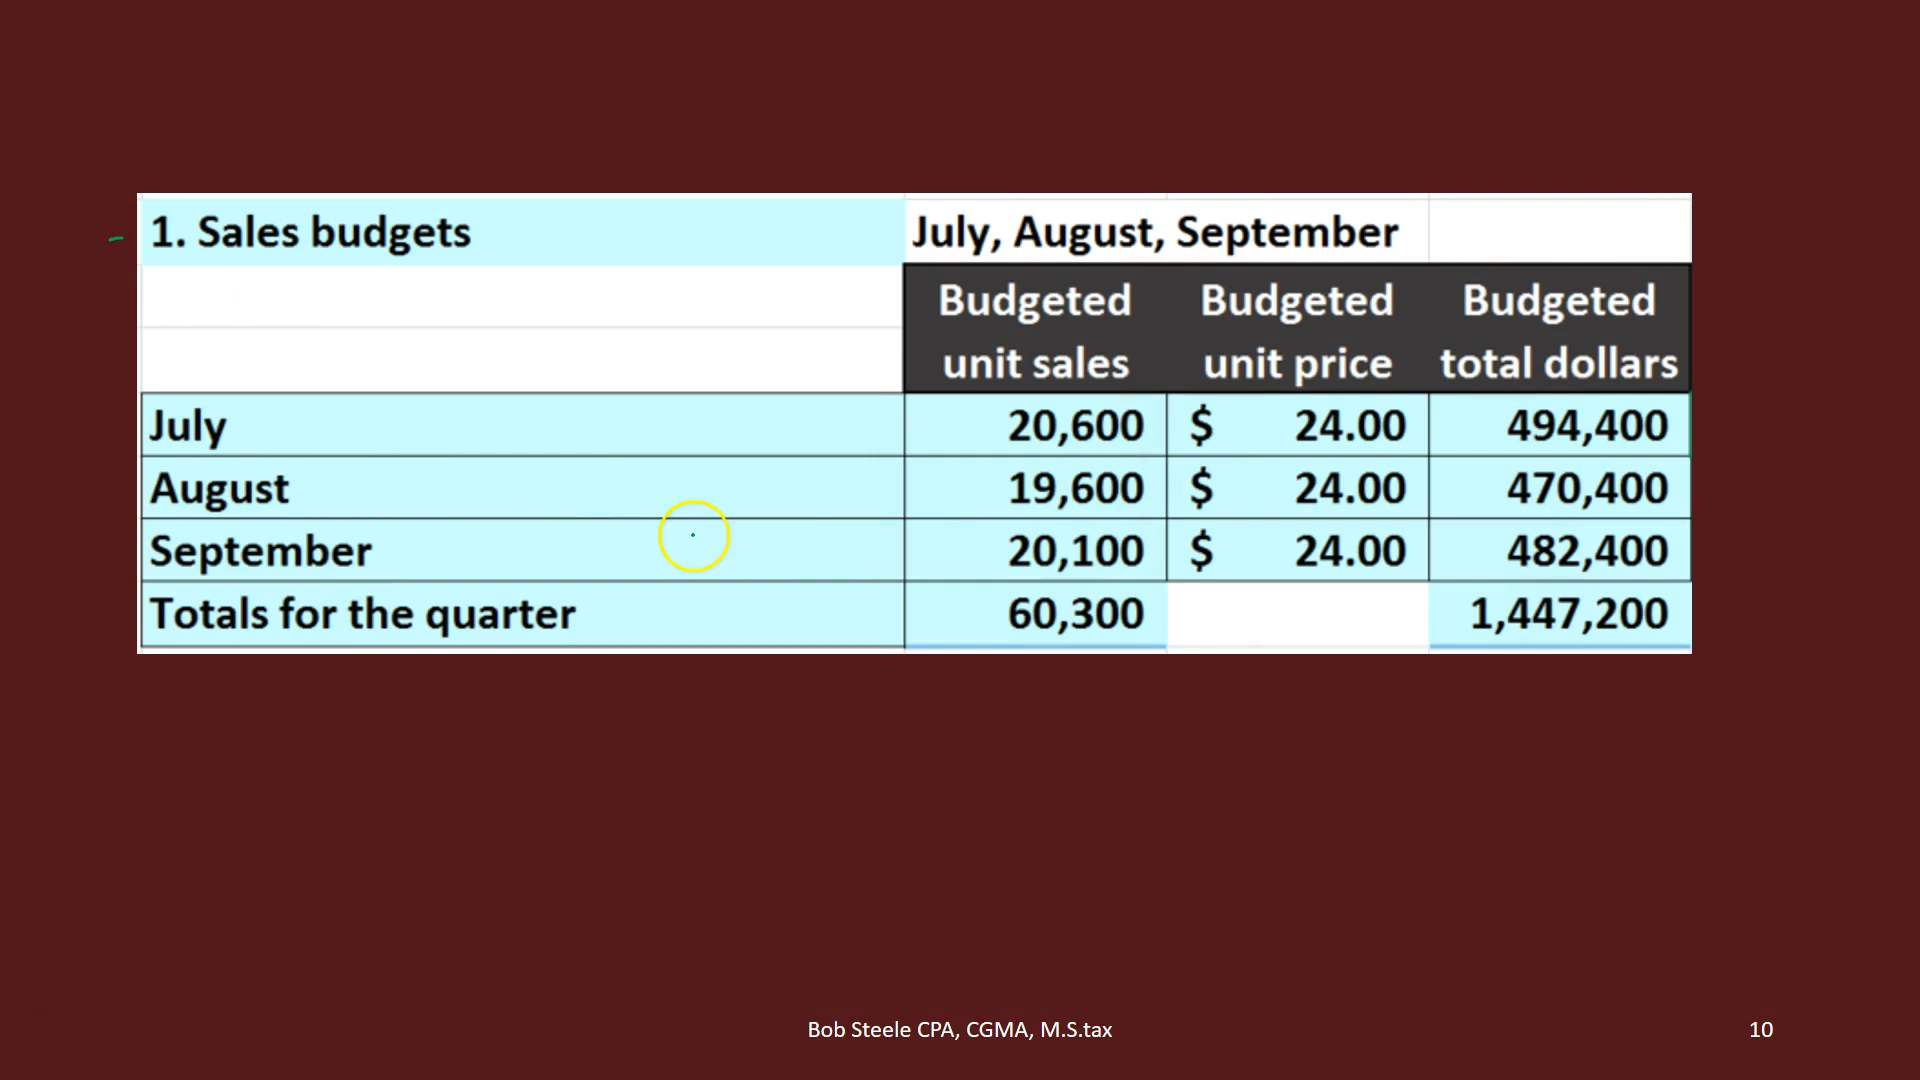 1. Sales budgets July, August, September
Budgeted Budgeted Budgeted
unit sales unit price total dollars
July 20,600 $ 24.00 494,400
August 19,600 $ 24.00 470,400
September 20,100 $ 24.00 482,400
Totals for the quarter 60,300 1,447,200
Bob Steele CPA, CGMA, M.S.tax 10